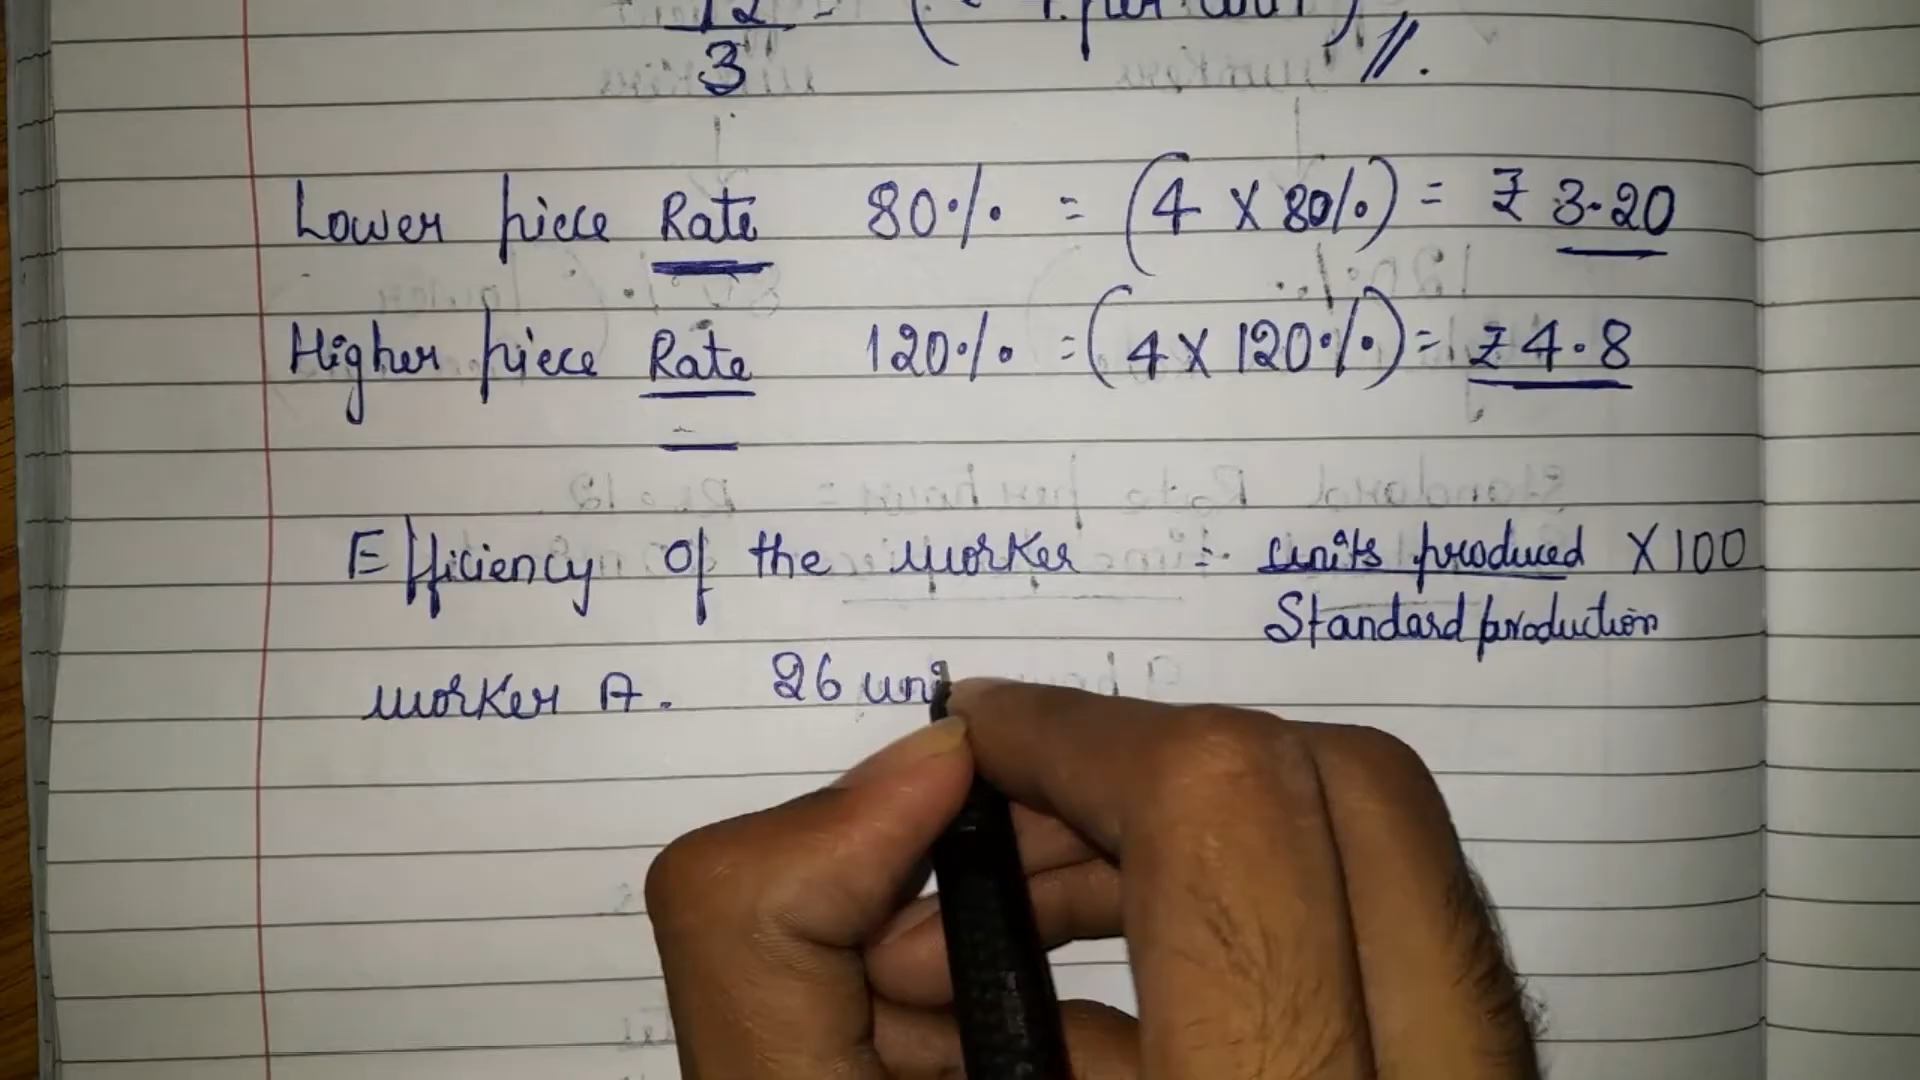 12 =
3
Lower piece Rate 80% = (4 X 80%) = ₹ 3.20
Higher piece Rate 120% = (4 X 120%) = ₹ 4.8
Efficiency of the worker = units produced X 100
Standard production
worker A. 26 uni